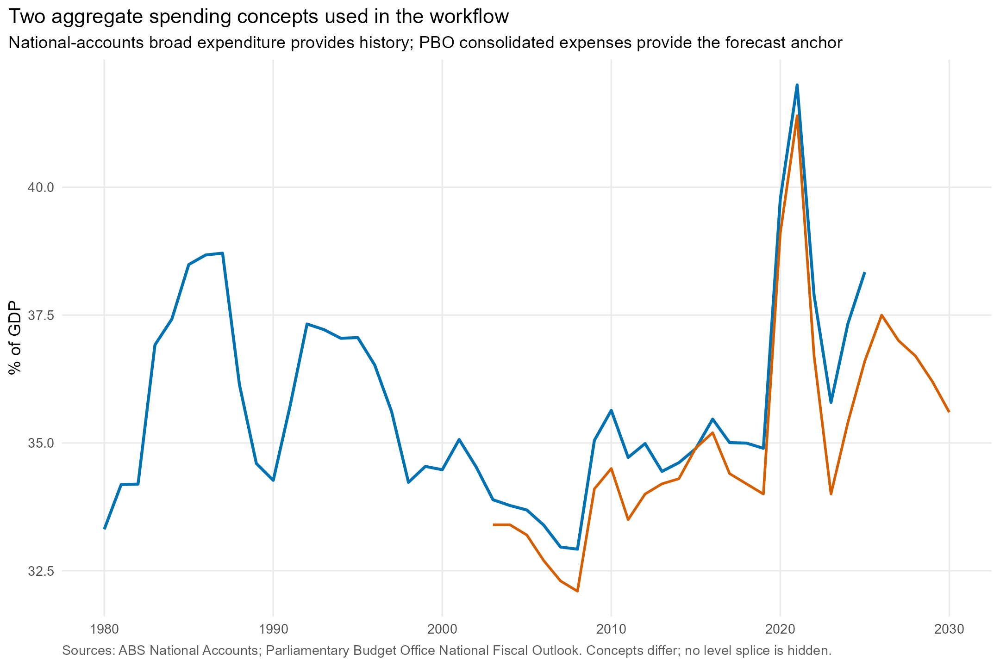 Two aggregate spending concepts used in the workflow
National-accounts broad expenditure provides history; PBO consolidated expenses provide the forecast anchor
% of GDP
40.0
37.5
35.0
32.5
1980
1990
2000
2010
2020
2030
Sources: ABS National Accounts; Parliamentary Budget Office National Fiscal Outlook. Concepts differ; no level splice is hidden.